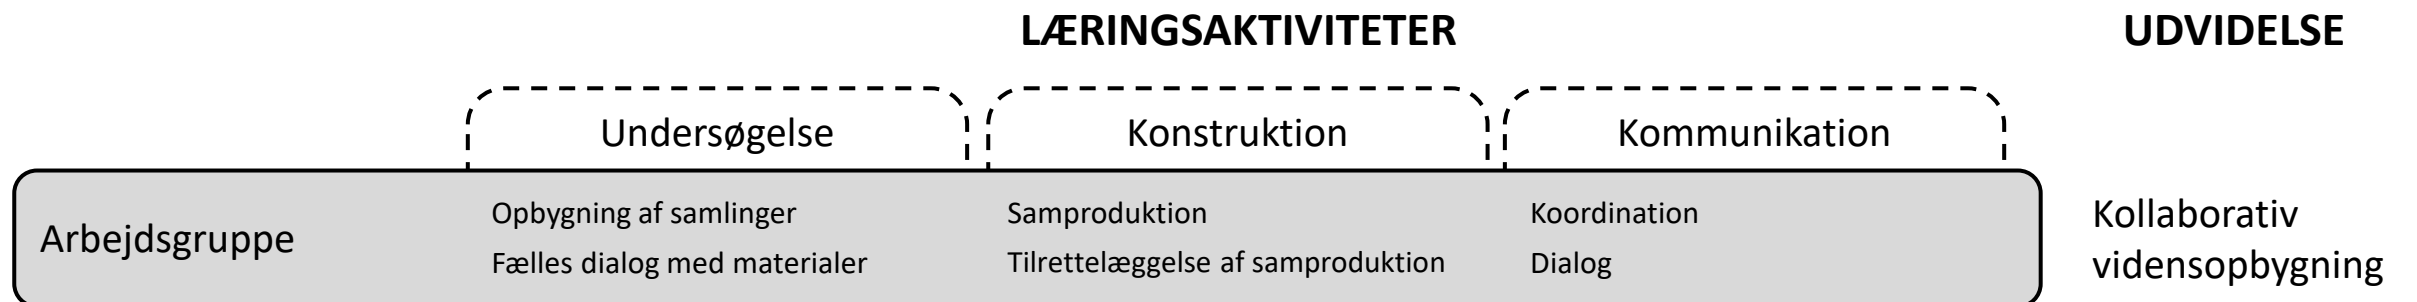 LÆRINGSAKTIVITETER
UDVIDELSE
Undersøgelse
Konstruktion
Kommunikation
Arbejdsgruppe
Opbygning af samlinger
Fælles dialog med materialer
Samproduktion
Tilrettelæggelse af samproduktion
Koordination
Dialog
Kollaborativ
vidensopbygning